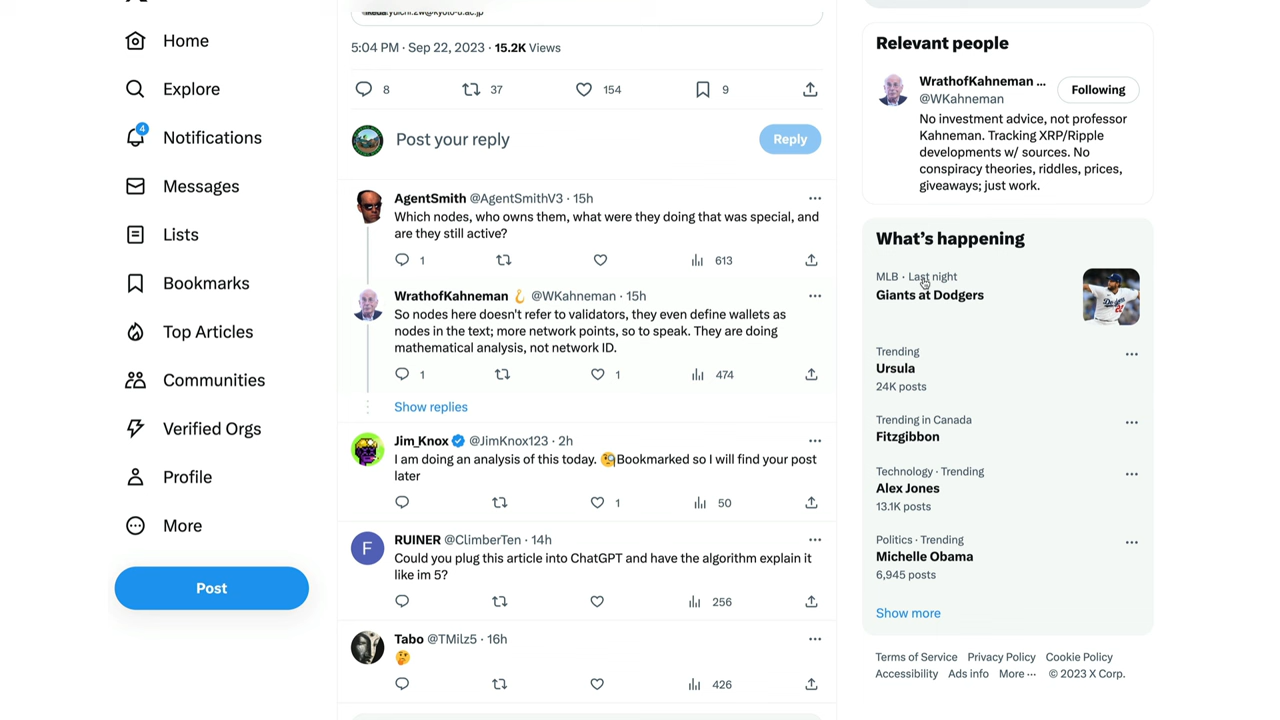 Home
Explore
4
Notifications
Messages
Lists
Bookmarks
Top Articles
Communities
Verified Orgs
Profile
More
Post
5:04 PM · Sep 22, 2023 · 15.2K Views
8 37 154 9
Post your reply
Reply
AgentSmith @AgentSmithV3 · 15h
Which nodes, who owns them, what were they doing that was special, and
are they still active?
1 613
WrathofKahneman @WKahneman · 15h
So nodes here doesn't refer to validators, they even define wallets as
nodes in the text; more network points, so to speak. They are doing
mathematical analysis, not network ID.
1 1 474
Show replies
Jim_Knox @JimKnox123 · 2h
I am doing an analysis of this today. 🧐Bookmarked so I will find your post
later
1 50
F
RUINER @ClimberTen · 14h
Could you plug this article into ChatGPT and have the algorithm explain it
like im 5?
256
Tabo @TMilz5 · 16h
🤔
426
Relevant people
WrathofKahneman ...
@WKahneman
Following
No investment advice, not professor
Kahneman. Tracking XRP/Ripple
developments w/ sources. No
conspiracy theories, riddles, prices,
giveaways; just work.
What's happening
MLB · Last night
Giants at Dodgers
Trending
Ursula
24K posts
Trending in Canada
Fitzgibbon
Technology · Trending
Alex Jones
13.1K posts
Politics · Trending
Michelle Obama
6,945 posts
Show more
Terms of Service Privacy Policy Cookie Policy
Accessibility Ads info More ··· © 2023 X Corp.